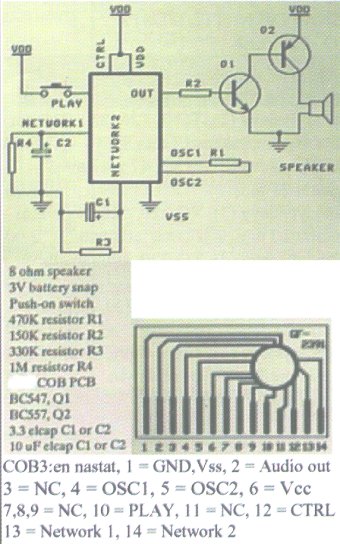 VDD
Q2
VDD
CTRL
VDD
Q1
PLAY
OUT
R2
NETWORK1
NETWORK2
R4
C2
OSC1
R1
SPEAKER
OSC2
C1
VSS
R3
8 ohm speaker
3V battery snap
Push-on switch
470K resistor R1
150K resistor R2
330K resistor R3
1M resistor R4
COB PCB
BC547, Q1
BC557, Q2
3.3 elcap C1 or C2
10 uF elcap C1 or C2
1 2 3 4 5 6 7 8 9 10 11 12 13 14
COB3:en nastat, 1 = GND,Vss, 2 = Audio out
3 = NC, 4 = OSC1, 5 = OSC2, 6 = Vcc
7,8,9 = NC, 10 = PLAY, 11 = NC, 12 = CTRL
13 = Network 1, 14 = Network 2